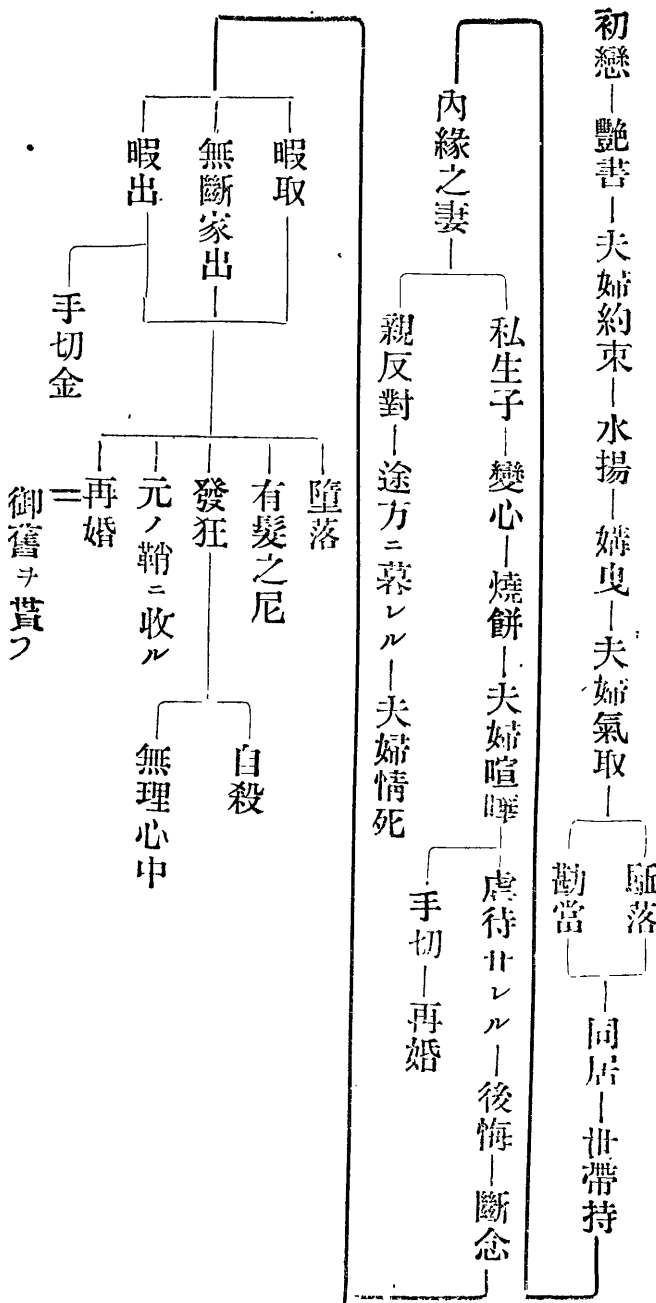 初戀―艷書―夫婦約束―水揚―媾曳―夫婦氣取
駈落
勘當
同居―世帶持
內緣之妻
私生子―變心―燒餠―夫婦喧嘩
虐待サレル―後悔―斷念
手切―再婚
親反對―途方ニ暮レル―夫婦情死
暇取
無斷家出
暇出
手切金
墮落
有髮之尼
發狂
元ノ鞘ニ收ル
再婚
御舊ヲ貰フ
自殺
無理心中